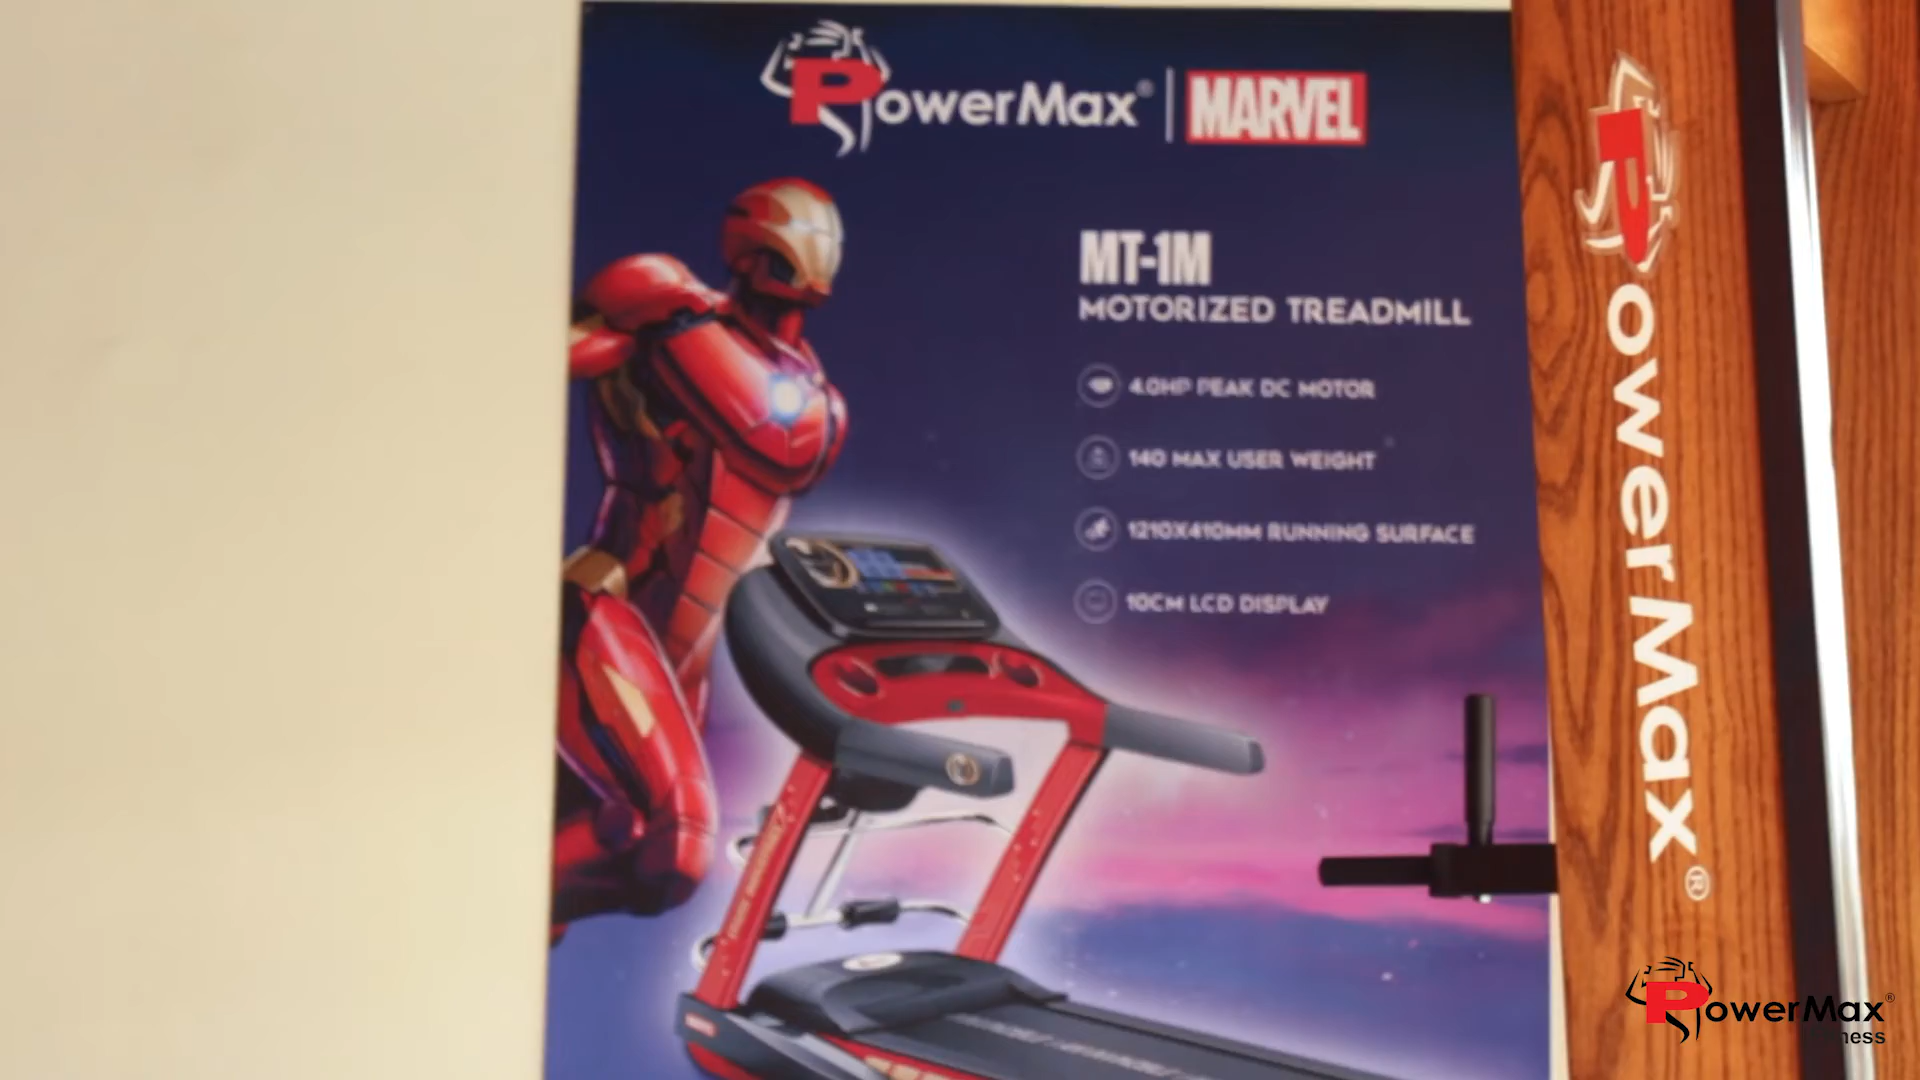 PowerMax® | MARVEL
MT-1M
MOTORIZED TREADMILL
4.0HP PEAK DC MOTOR
140 MAX USER WEIGHT
1210X410MM RUNNING SURFACE
10CM LCD DISPLAY
PowerMax®
PowerMax®